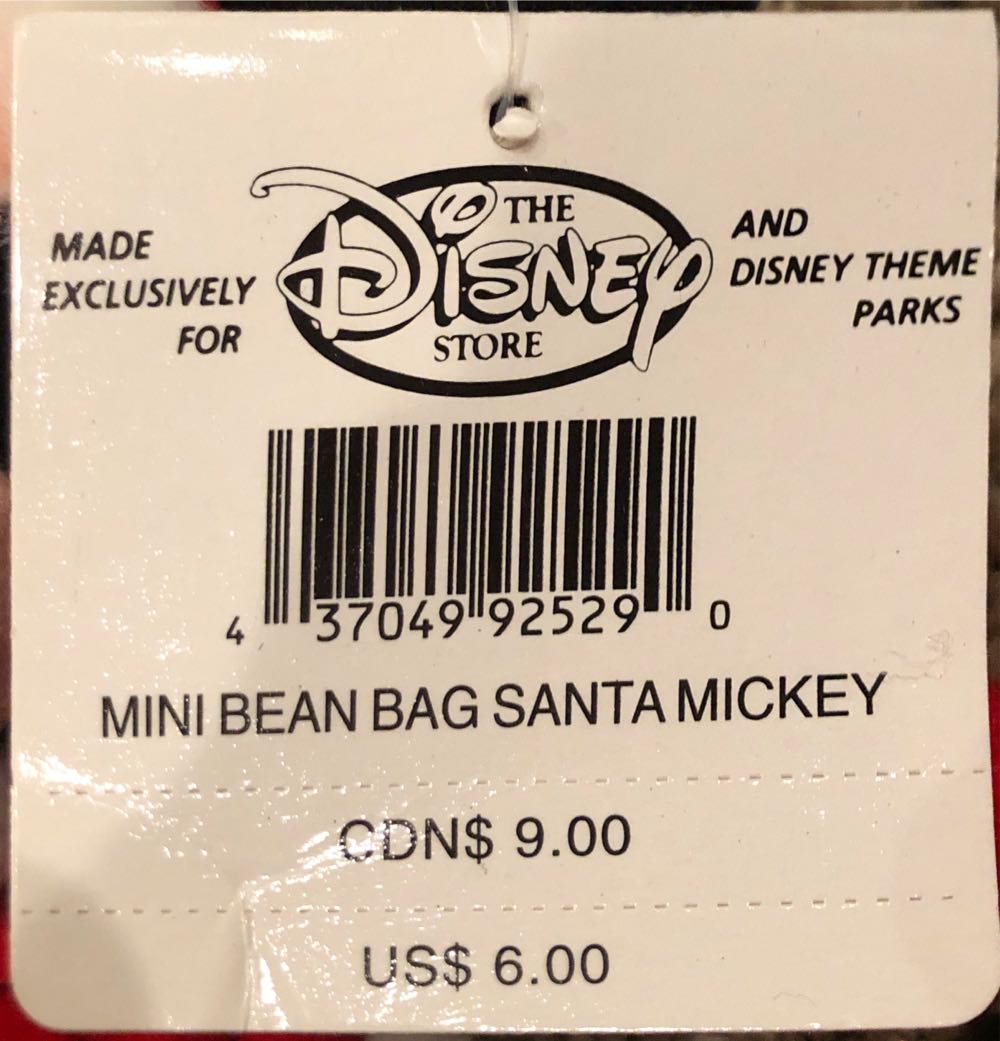 MADE
EXCLUSIVELY
FOR
THE
DISNEY
STORE
AND
DISNEY THEME
PARKS
4 37049 92529 0
MINI BEAN BAG SANTA MICKEY
CDN$ 9.00
US$ 6.00